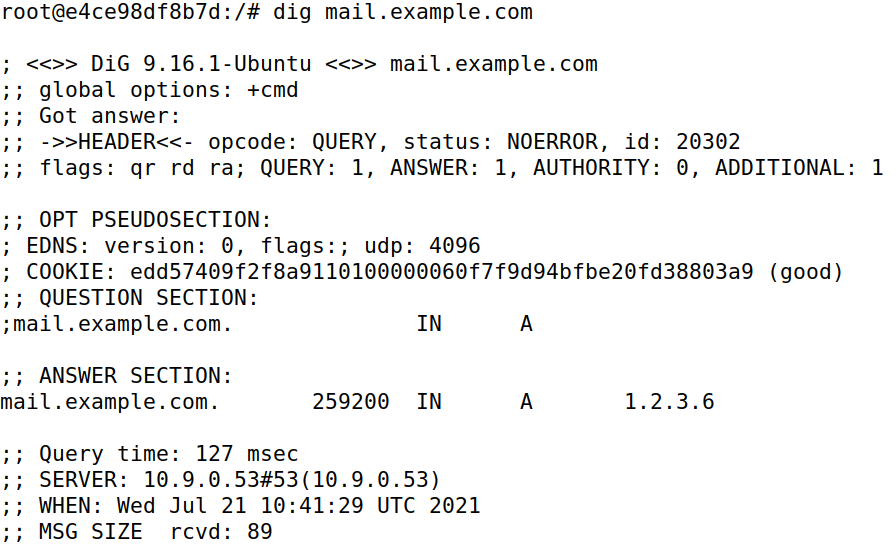 root@e4ce98df8b7d:/# dig mail.example.com

; <<>> DiG 9.16.1-Ubuntu <<>> mail.example.com
;; global options: +cmd
;; Got answer:
;; ->>HEADER<<- opcode: QUERY, status: NOERROR, id: 20302
;; flags: qr rd ra; QUERY: 1, ANSWER: 1, AUTHORITY: 0, ADDITIONAL: 1

;; OPT PSEUDOSECTION:
; EDNS: version: 0, flags:; udp: 4096
; COOKIE: edd57409f2f8a9110100000060f7f9d94bfbe20fd38803a9 (good)
;; QUESTION SECTION:
;mail.example.com.		IN	A

;; ANSWER SECTION:
mail.example.com.	259200	IN	A	1.2.3.6

;; Query time: 127 msec
;; SERVER: 10.9.0.53#53(10.9.0.53)
;; WHEN: Wed Jul 21 10:41:29 UTC 2021
;; MSG SIZE  rcvd: 89